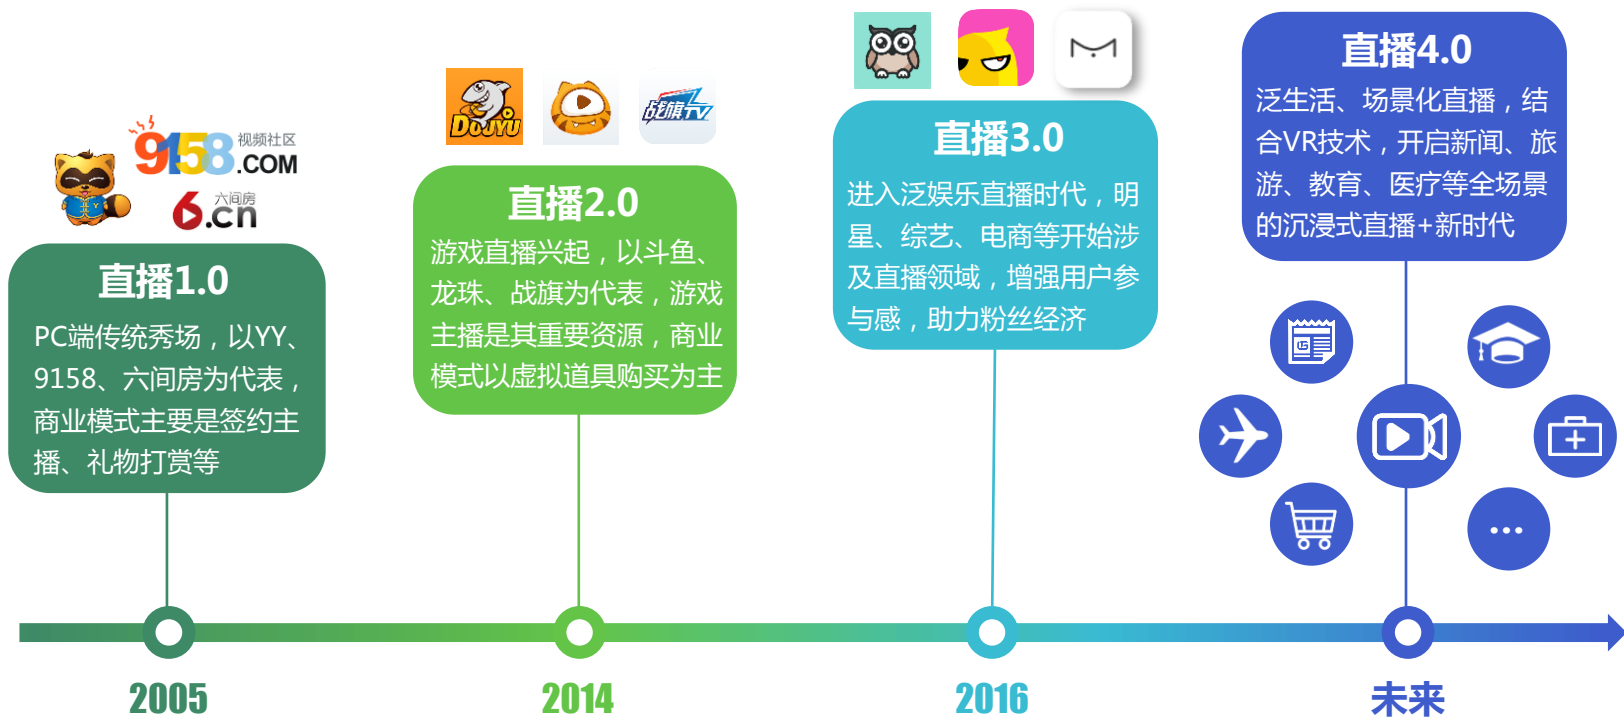 9158
视频社区
.COM
六间房
6.cn
直播1.0
PC端传统秀场，以YY、
9158、六间房为代表，
商业模式主要是签约主
播、礼物打赏等
2005
DOUYU
战旗TV
直播2.0
游戏直播兴起，以斗鱼、
龙珠、战旗为代表，游戏
主播是其重要资源，商业
模式以虚拟道具购买为主
2014
直播3.0
进入泛娱乐直播时代，明
星、综艺、电商等开始涉
及直播领域，增强用户参
与感，助力粉丝经济
2016
直播4.0
泛生活、场景化直播，结
合VR技术，开启新闻、旅
游、教育、医疗等全场景
的沉浸式直播+新时代
...
未来